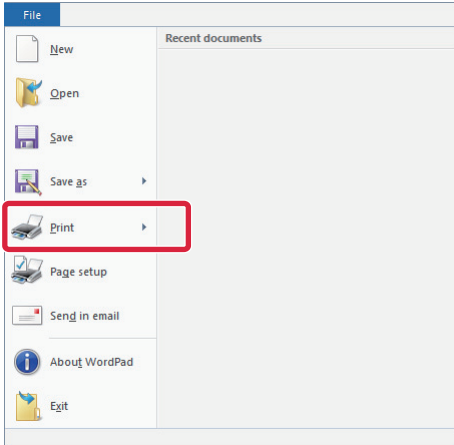 File
Recent documents
New
Open
Save
Save as
Print
Page setup
Send in email
About WordPad
Exit